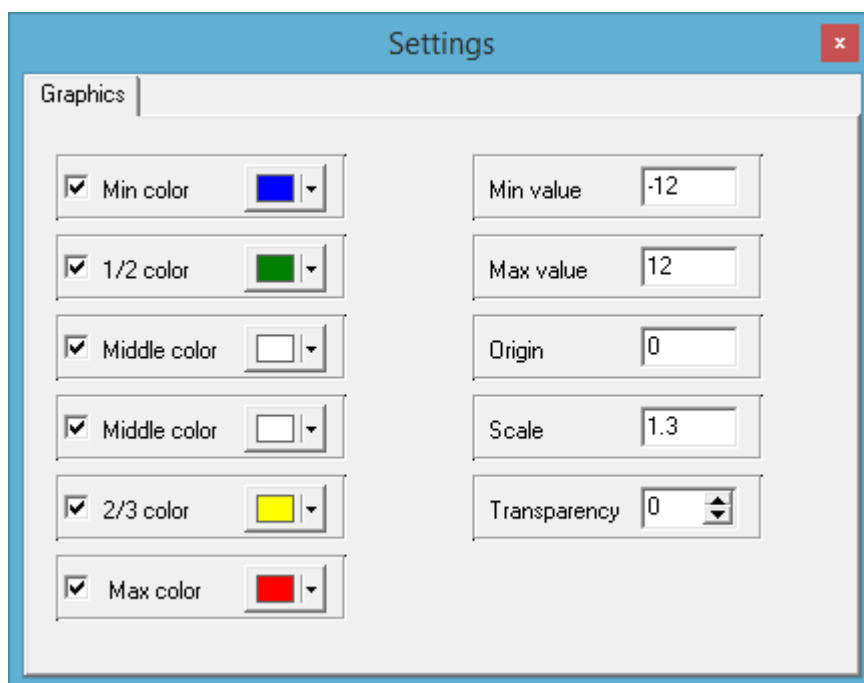 Settings
x
Graphics
Min color
1/2 color
Middle color
Middle color
2/3 color
Max color
Min value -12
Max value 12
Origin 0
Scale 1.3
Transparency 0